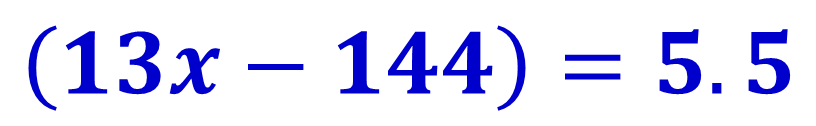 (13x − 144) = 5.5